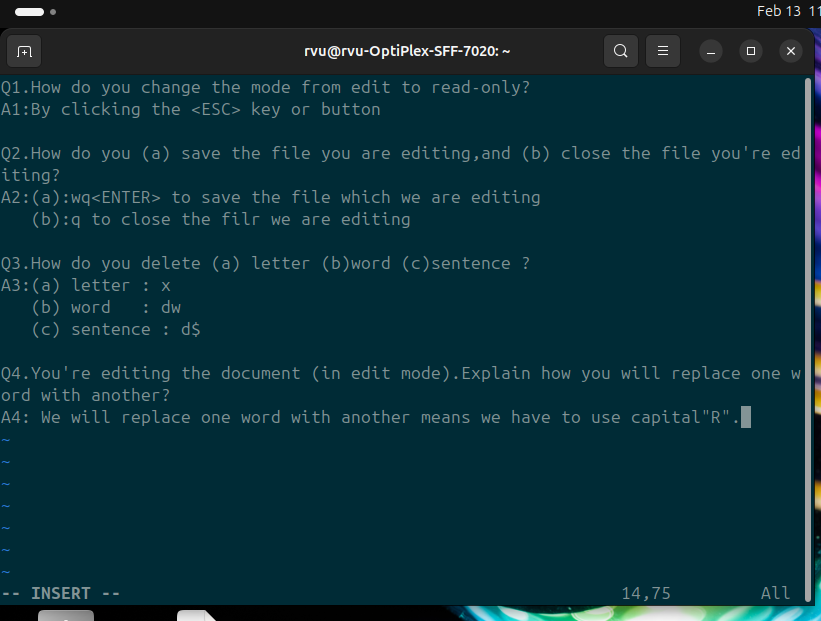 Feb 13 11
rvu@rvu-OptiPlex-SFF-7020: ~
Q1.How do you change the mode from edit to read-only?
A1:By clicking the <ESC> key or button
Q2.How do you (a) save the file you are editing,and (b) close the file you're ed
iting?
A2:(a):wq<ENTER> to save the file which we are editing
(b):q to close the filr we are editing
Q3.How do you delete (a) letter (b)word (c)sentence ?
A3:(a) letter : x
(b) word   : dw
(c) sentence : d$
Q4.You're editing the document (in edit mode).Explain how you will replace one w
ord with another?
A4: We will replace one word with another means we have to use capital"R".
~
~
~
~
~
~
~
-- INSERT -- 14,75 All